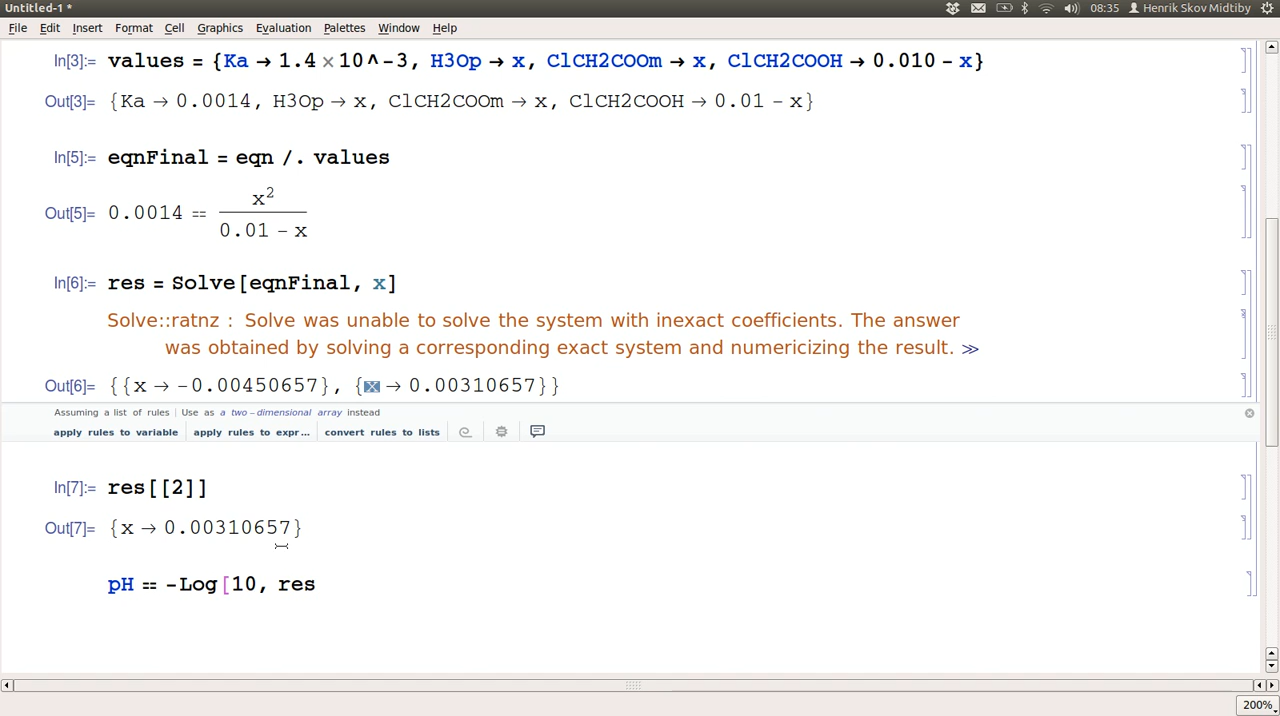 Untitled-1 * 08:35 Henrik Skov Midtiby
File Edit Insert Format Cell Graphics Evaluation Palettes Window Help
In[3]:= values = {Ka → 1.4 × 10^-3, H3Op → x, ClCH2COOm → x, ClCH2COOH → 0.010 - x}
Out[3]= {Ka → 0.0014, H3Op → x, ClCH2COOm → x, ClCH2COOH → 0.01 - x}
In[5]:= eqnFinal = eqn /. values
Out[5]= 0.0014 == x² / (0.01 - x)
In[6]:= res = Solve[eqnFinal, x]
Solve::ratnz : Solve was unable to solve the system with inexact coefficients. The answer
was obtained by solving a corresponding exact system and numericizing the result. ≫
Out[6]= {{x → -0.00450657}, {x → 0.00310657}}
Assuming a list of rules | Use as a two-dimensional array instead
apply rules to variable apply rules to expr... convert rules to lists
In[7]:= res[[2]]
Out[7]= {x → 0.00310657}
pH == -Log[10, res
200%